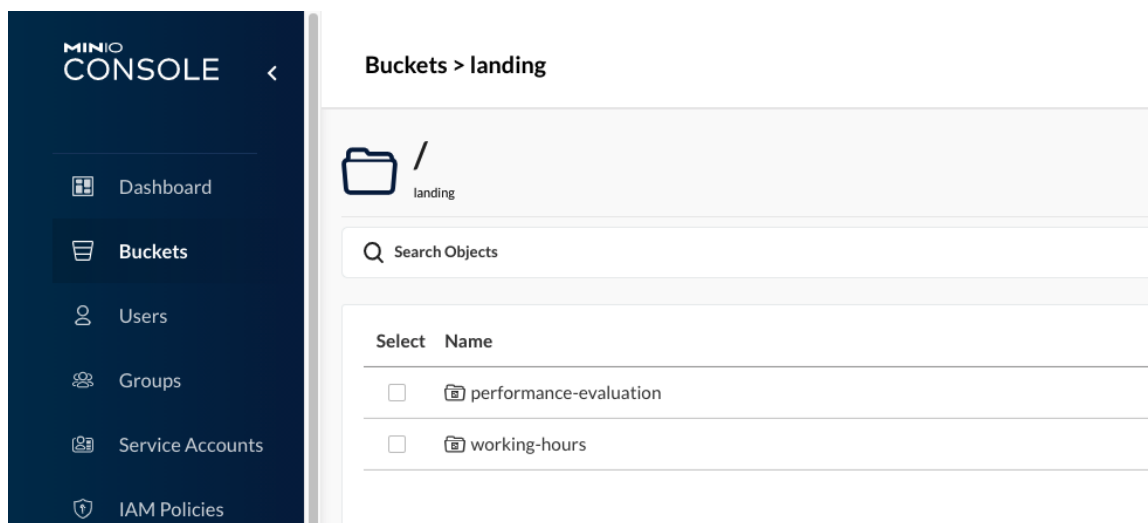 MINIO
CONSOLE
Dashboard
Buckets
Users
Groups
Service Accounts
IAM Policies
Buckets > landing
/
landing
Search Objects
Select Name
performance-evaluation
working-hours